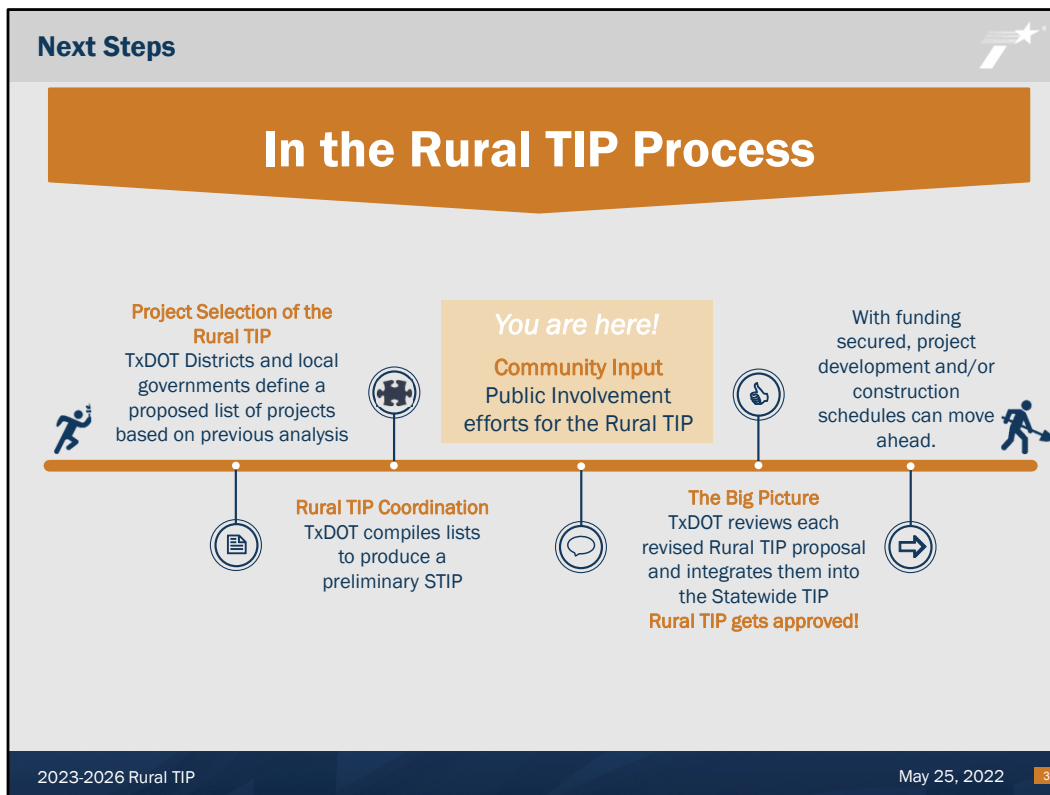 Next Steps
In the Rural TIP Process
Project Selection of the
Rural TIP
TxDOT Districts and local
governments define a
proposed list of projects
based on previous analysis
Rural TIP Coordination
TxDOT compiles lists
to produce a
preliminary STIP
You are here!
Community Input
Public Involvement
efforts for the Rural TIP
The Big Picture
TxDOT reviews each
revised Rural TIP proposal
and integrates them into
the Statewide TIP
Rural TIP gets approved!
With funding
secured, project
development and/or
construction
schedules can move
ahead.
2023-2026 Rural TIP
May 25, 2022
3